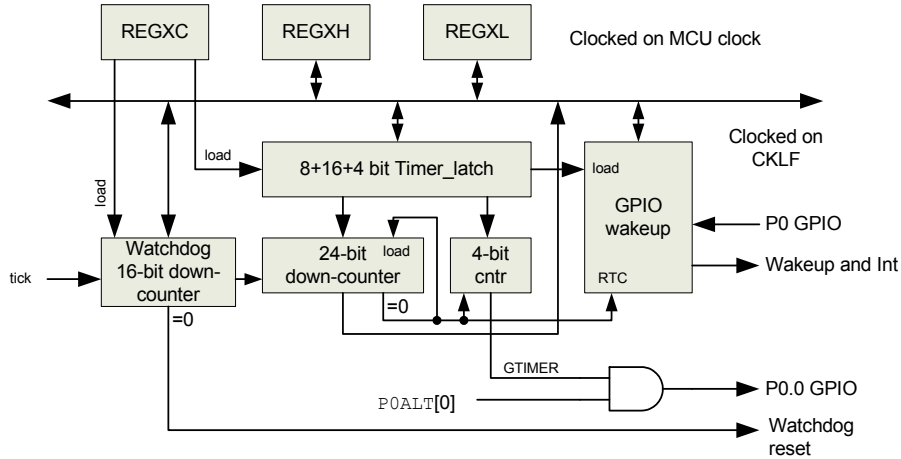 REGXC
REGXH
REGXL
Clocked on MCU clock
Clocked on
CKLF
load
8+16+4 bit Timer_latch
load
load
GPIO
wakeup
P0 GPIO
Watchdog
16-bit down-
counter
24-bit
load
down-counter
4-bit
cntr
tick
RTC
Wakeup and Int
=0
=0
GTIMER
P0ALT[0]
P0.0 GPIO
Watchdog
reset